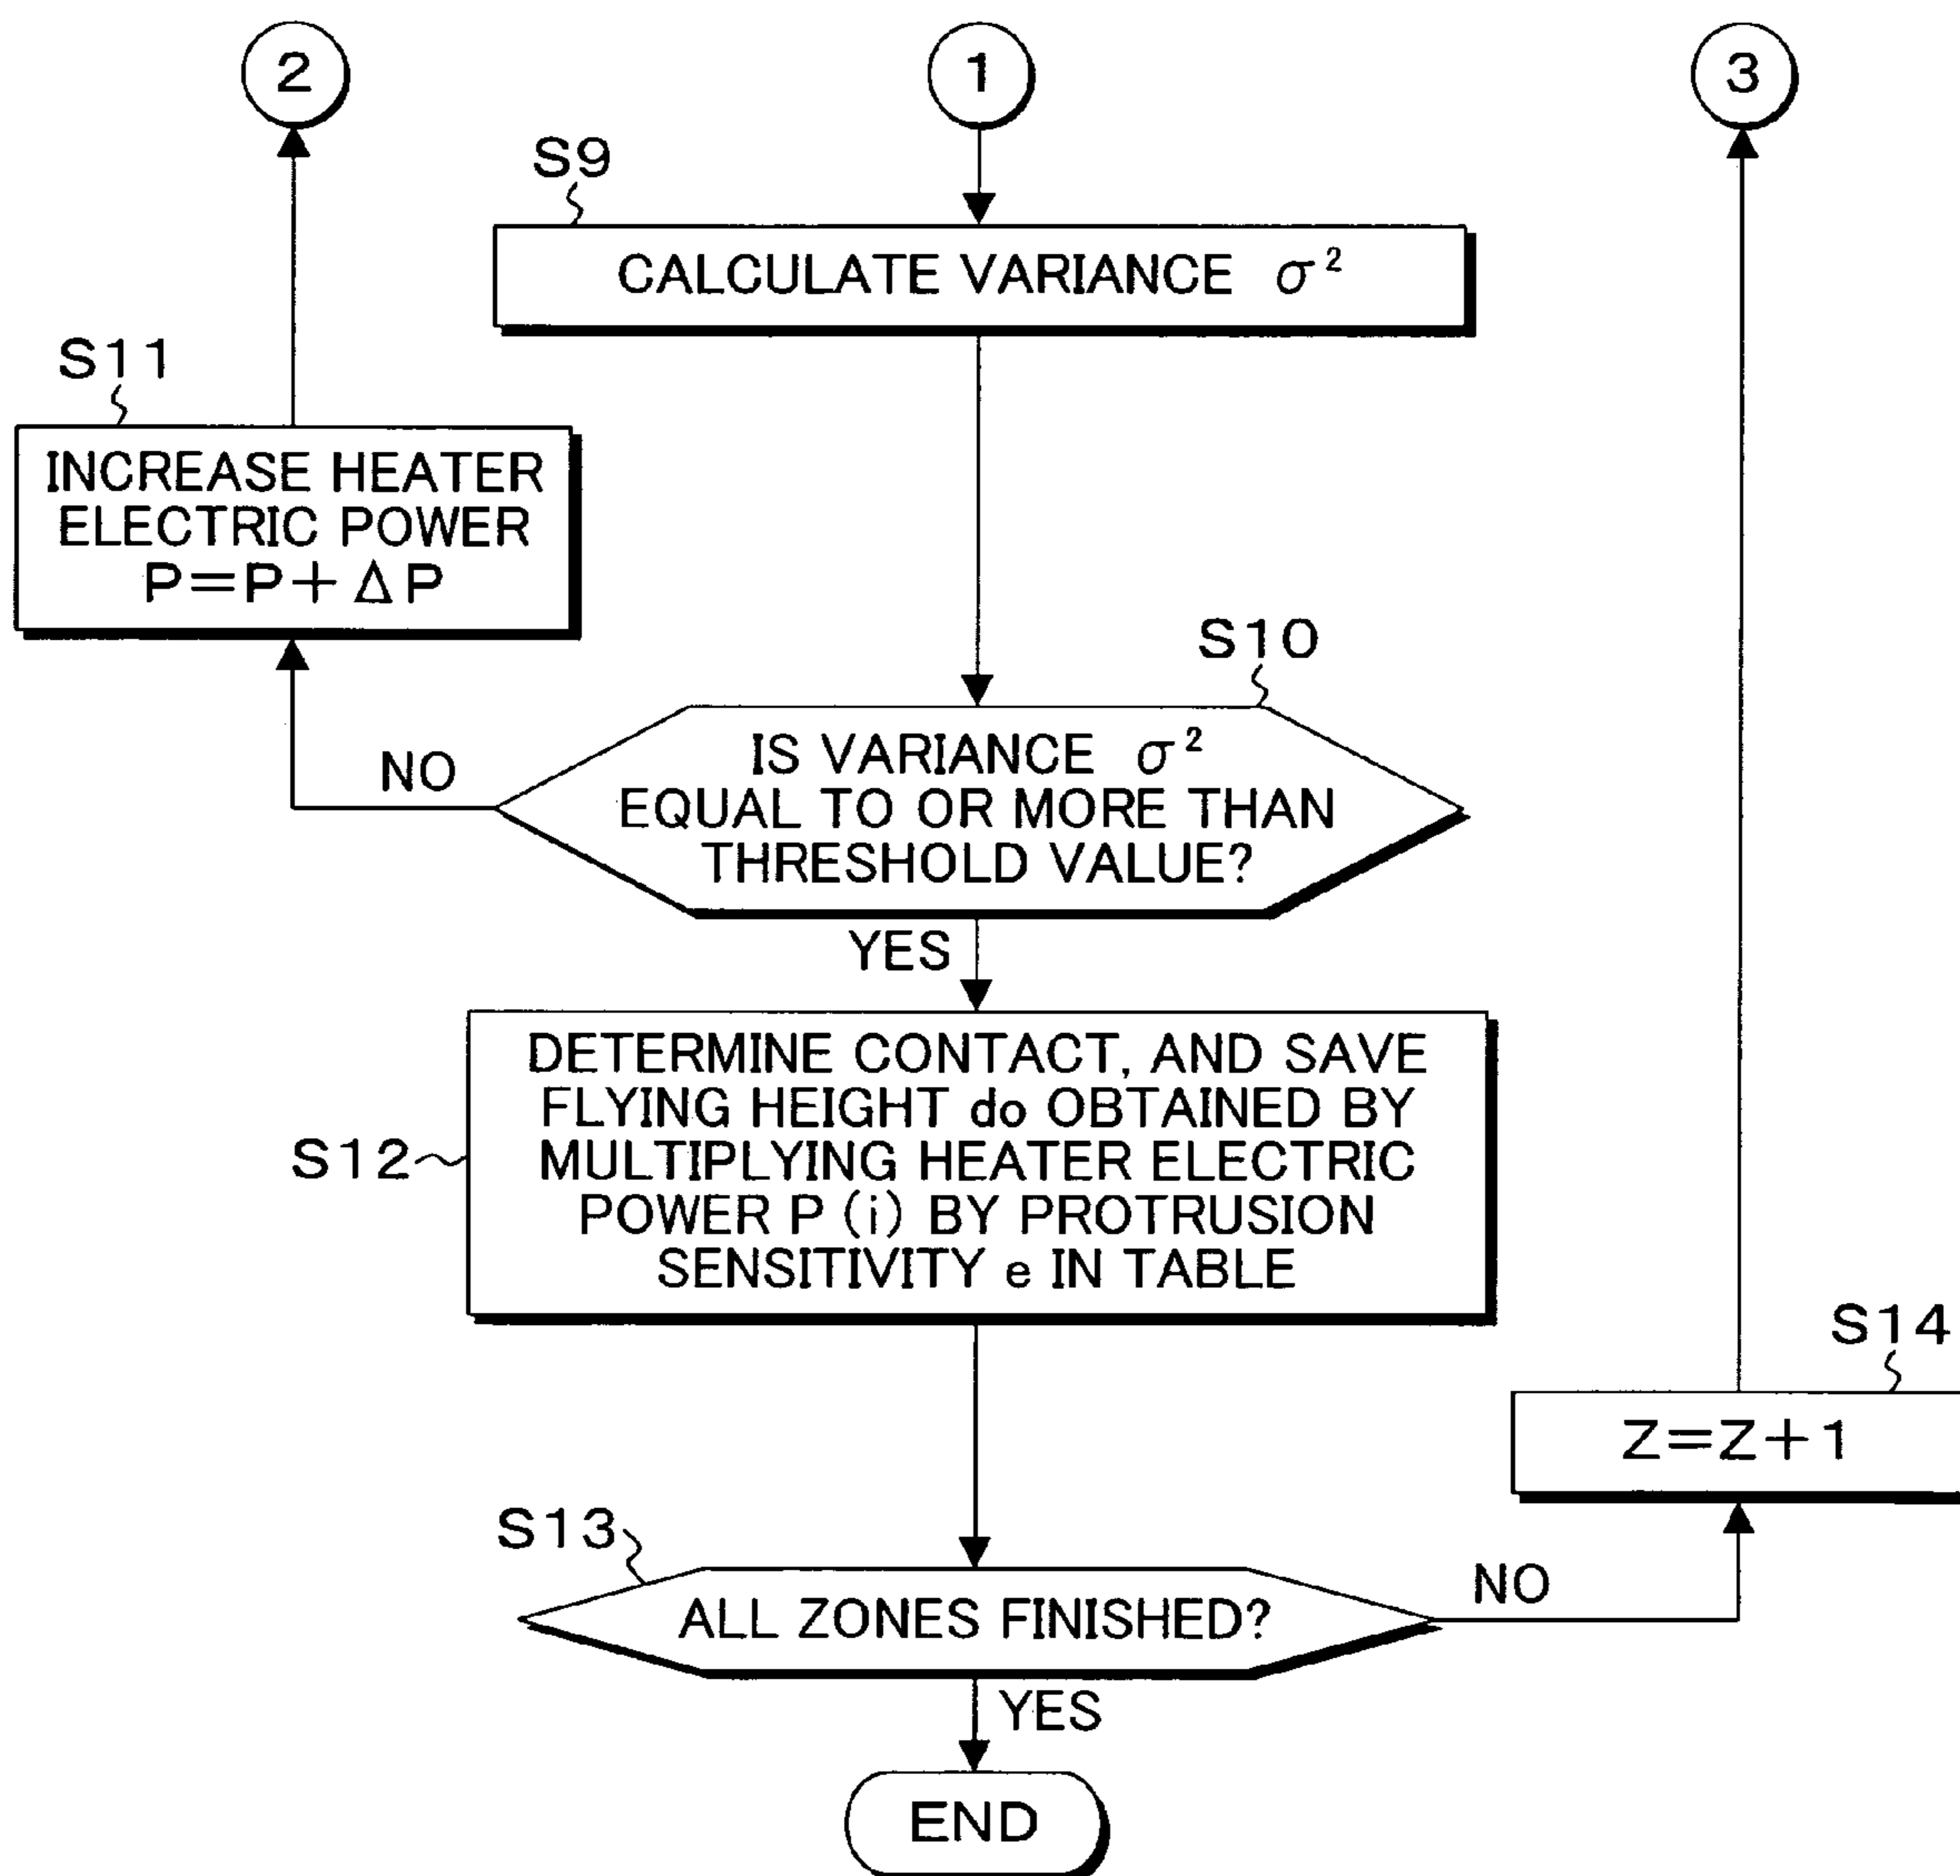 2
1
3
S9
CALCULATE VARIANCE σ²
S11
INCREASE HEATER
ELECTRIC POWER
P=P+ΔP
S10
IS VARIANCE σ²
EQUAL TO OR MORE THAN
THRESHOLD VALUE?
NO
YES
S12
DETERMINE CONTACT, AND SAVE
FLYING HEIGHT do OBTAINED BY
MULTIPLYING HEATER ELECTRIC
POWER P (i) BY PROTRUSION
SENSITIVITY e IN TABLE
S14
Z=Z+1
S13
ALL ZONES FINISHED?
NO
YES
END